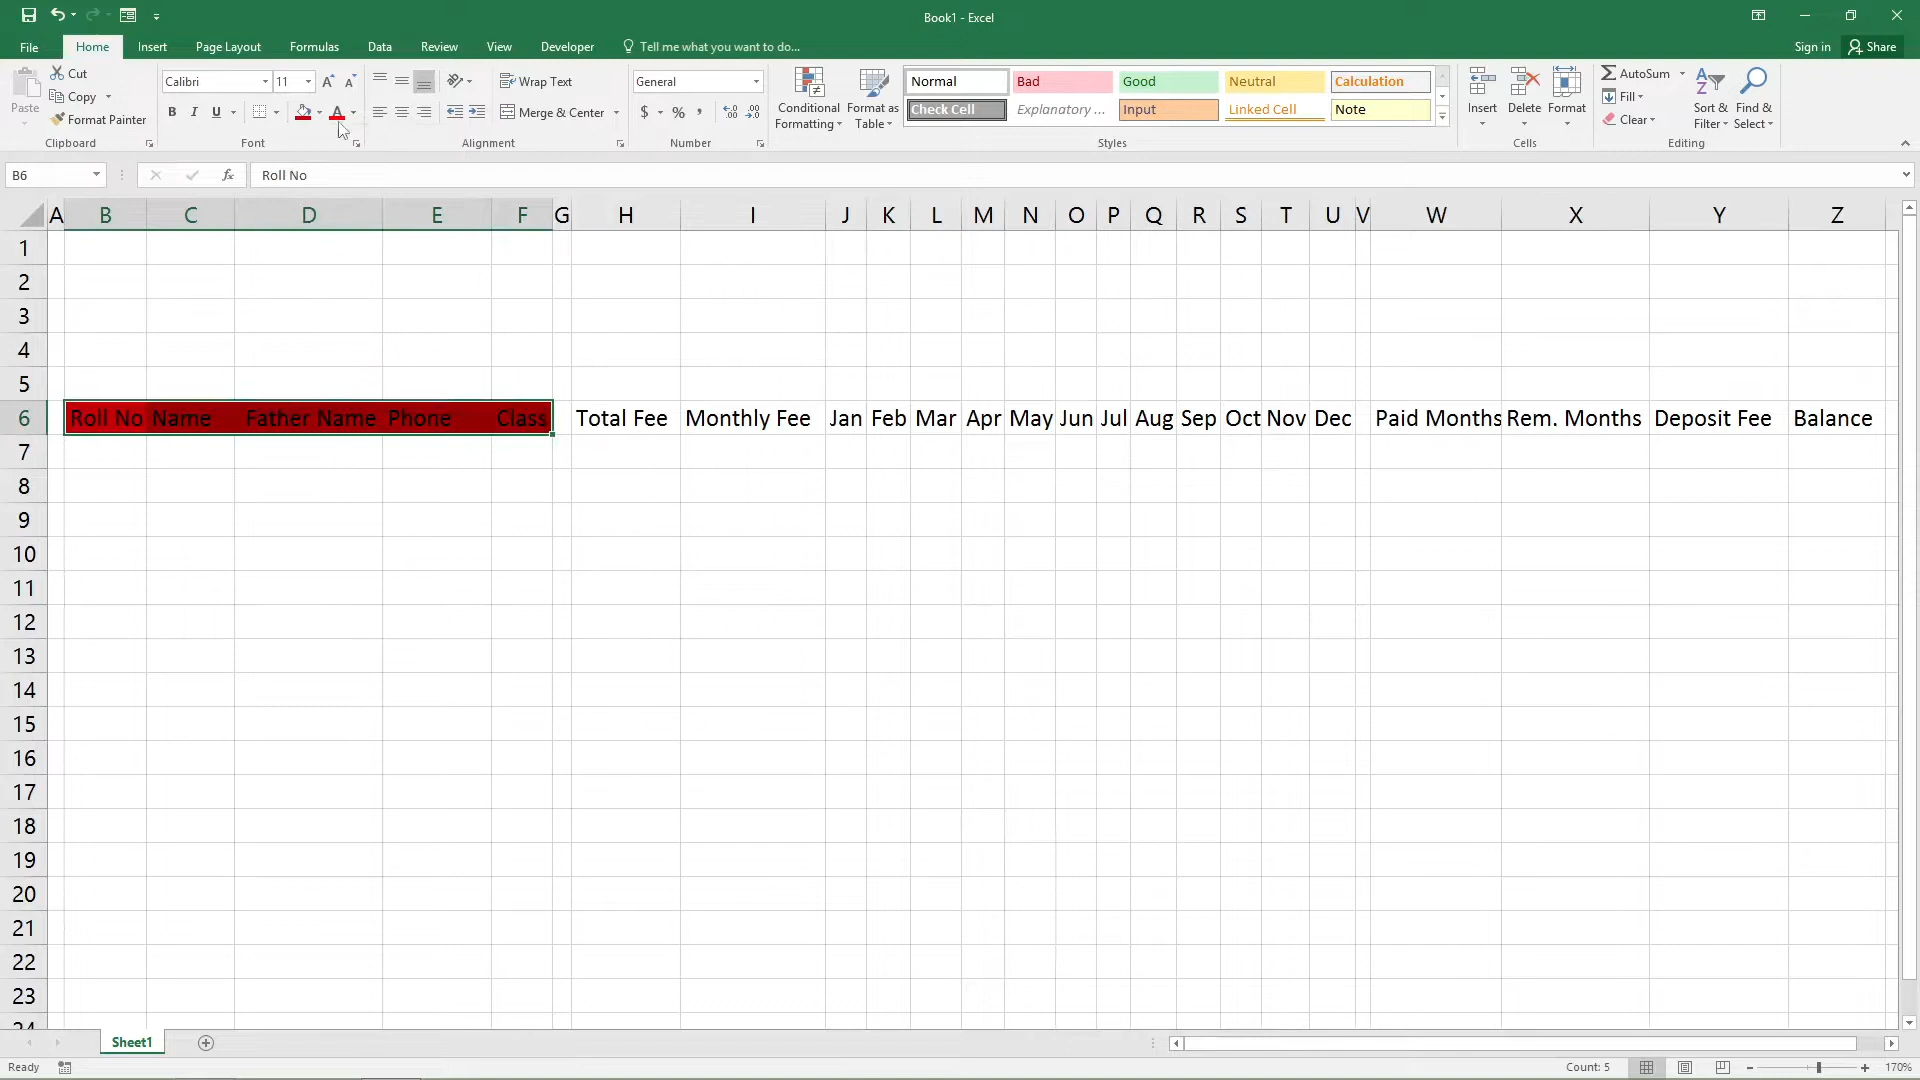 Book1 - Excel
File Home Insert Page Layout Formulas Data Review View Developer Tell me what you want to do... Sign in Share
Paste
Cut
Copy
Format Painter
Clipboard
Calibri 11
B I U
Font
Wrap Text
Merge & Center
Alignment
General
$ % ,
Number
Conditional Formatting
Format as Table
Normal Bad Good Neutral Calculation
Check Cell Explanatory ... Input Linked Cell Note
Styles
Insert Delete Format
Cells
AutoSum
Fill
Clear
Sort & Filter
Find & Select
Editing
B6 fx Roll No
A B C D E F G H I J K L M N O P Q R S T U V W X Y Z
1
2
3
4
5
6 Roll No Name Father Name Phone Class Total Fee Monthly Fee Jan Feb Mar Apr May Jun Jul Aug Sep Oct Nov Dec Paid Months Rem. Months Deposit Fee Balance
7
8
9
10
11
12
13
14
15
16
17
18
19
20
21
22
23
24
Sheet1
Ready Count: 5 170%